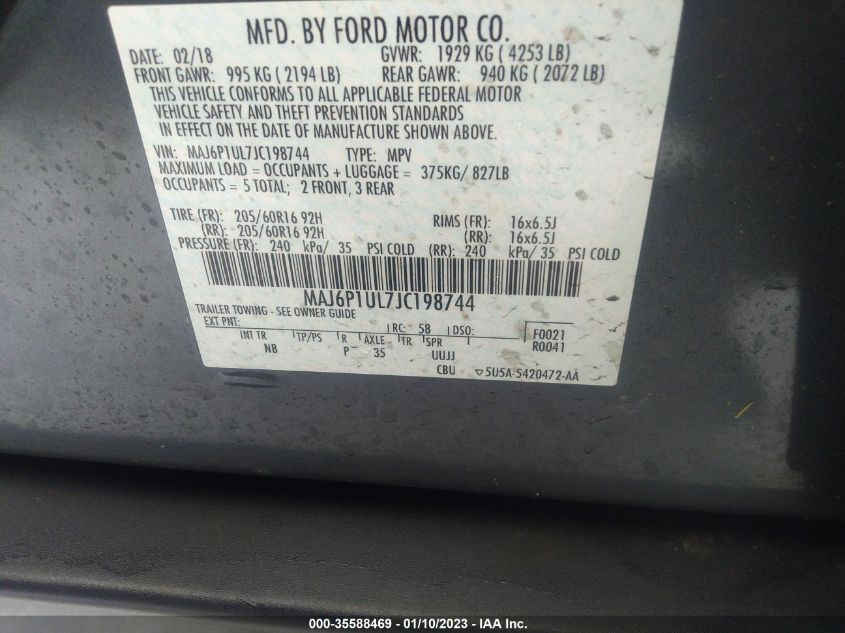 MFD. BY FORD MOTOR CO.
DATE: 02/18 GVWR: 1929 KG ( 4253 LB)
FRONT GAWR: 995 KG ( 2194 LB) REAR GAWR: 940 KG ( 2072 LB)
THIS VEHICLE CONFORMS TO ALL APPLICABLE FEDERAL MOTOR
VEHICLE SAFETY AND THEFT PREVENTION STANDARDS
IN EFFECT ON THE DATE OF MANUFACTURE SHOWN ABOVE.
VIN: MAJ6P1UL7JC198744 TYPE: MPV
MAXIMUM LOAD = OCCUPANTS + LUGGAGE = 375KG/ 827LB
OCCUPANTS = 5 TOTAL; 2 FRONT, 3 REAR
TIRE (FR): 205/60R16 92H RIMS (FR): 16x6.5J
(RR): 205/60R16 92H (RR): 16x6.5J
PRESSURE (FR): 240 kPa/ 35 PSI COLD (RR): 240 kPa/ 35 PSI COLD
MAJ6P1UL7JC198744
TRAILER TOWING - SEE OWNER GUIDE
EXT PNT: RC: 58 DSO: F0021
INT TR TP/PS R AXLE TR SPR R0041
NB P 35 UUJJ
CBU ▽5U5A-5420472-AA
000-35588469 - 01/10/2023 - IAA Inc.